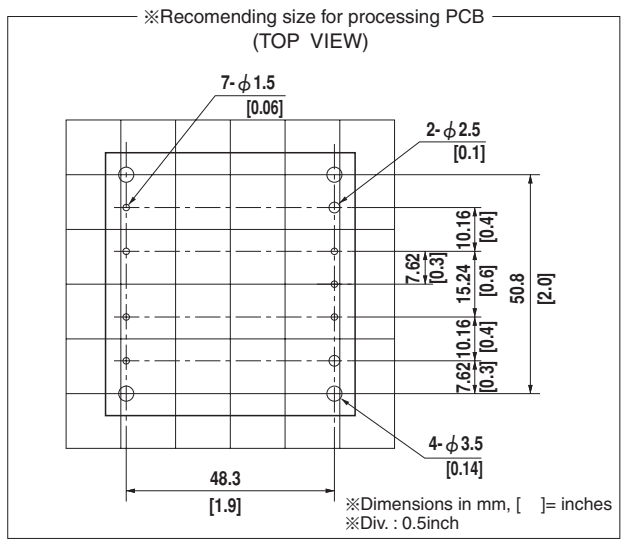 ※Recomending size for processing PCB
(TOP VIEW)
7-ϕ1.5
[0.06]
2-ϕ2.5
[0.1]
10.16
[0.4]
7.62
[0.3]
15.24
[0.6]
50.8
[2.0]
10.16
[0.4]
7.62
[0.3]
4-ϕ3.5
[0.14]
48.3
[1.9]
※Dimensions in mm, [ ]= inches
※Div. : 0.5inch